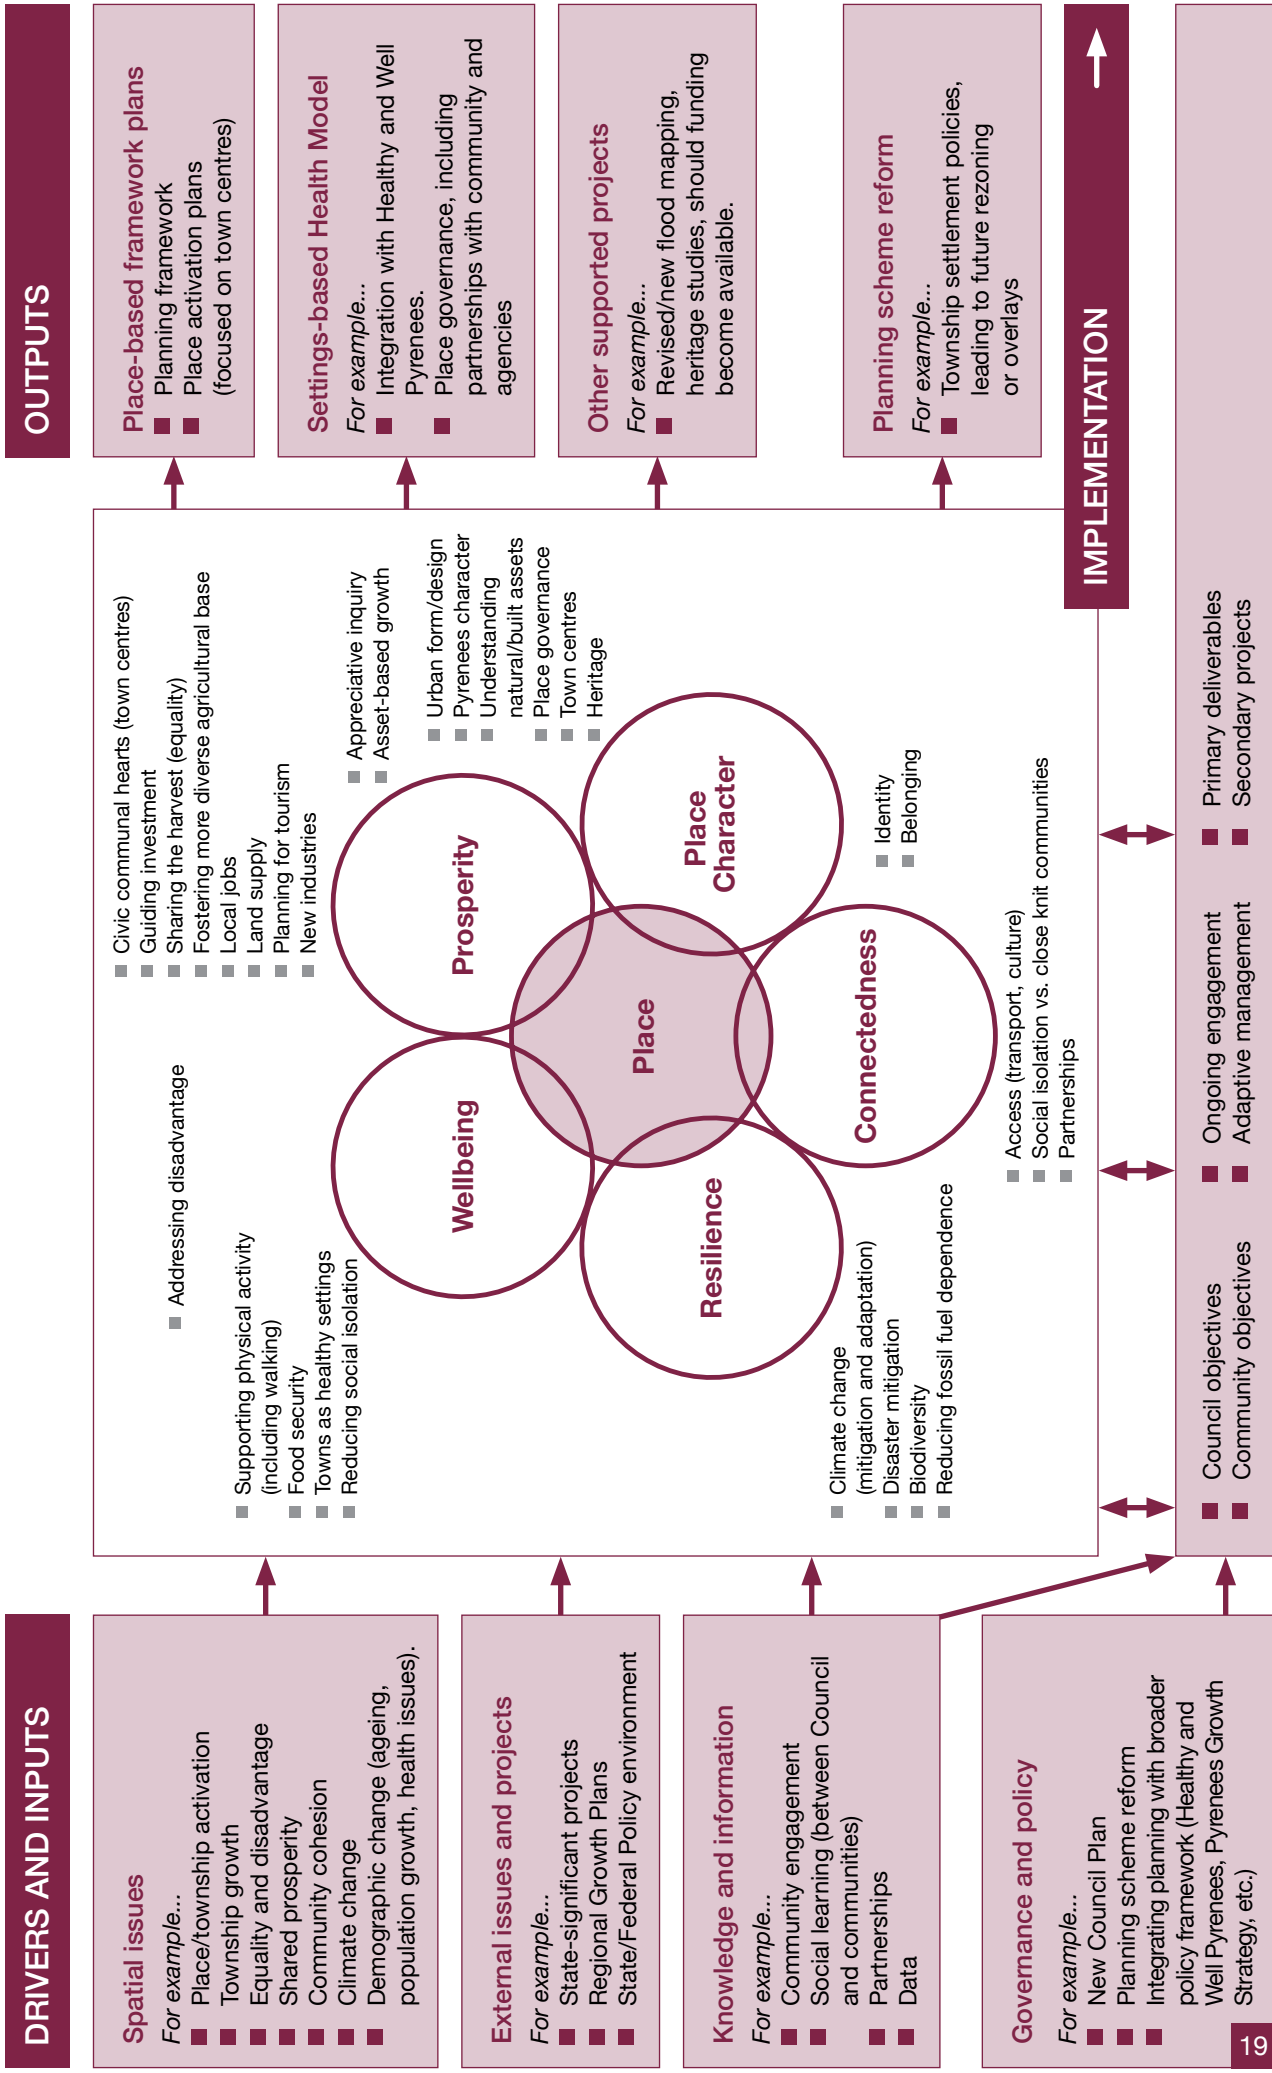 DRIVERS AND INPUTS
Spatial issues
For example...
Place/township activation
Township growth
Equality and disadvantage
Shared prosperity
Community cohesion
Climate change
Demographic change (ageing,
population growth, health issues).
External issues and projects
For example...
State-significant projects
Regional Growth Plans
State/Federal Policy environment
Knowledge and information
For example...
Community engagement
Social learning (between Council
and communities)
Partnerships
Data
Governance and policy
For example...
New Council Plan
Planning scheme reform
Integrating planning with broader
policy framework (Healthy and
Well Pyrenees, Pyrenees Growth
Strategy, etc.)
Addressing disadvantage
Supporting physical activity
(including walking)
Food security
Towns as healthy settings
Reducing social isolation
Civic communal hearts (town centres)
Guiding investment
Sharing the harvest (equality)
Fostering more diverse agricultural base
Local jobs
Land supply
Planning for tourism
New industries
Appreciative inquiry
Asset-based growth
Urban form/design
Pyrenees character
Understanding
natural/built assets
Place governance
Town centres
Heritage
Wellbeing
Prosperity
Place
Place
Character
Resilience
Connectedness
Identity
Belonging
Climate change
(mitigation and adaptation)
Disaster mitigation
Biodiversity
Reducing fossil fuel dependence
Access (transport, culture)
Social isolation vs. close knit communities
Partnerships
OUTPUTS
Place-based framework plans
Planning framework
Place activation plans
(focused on town centres)
Settings-based Health Model
For example...
Integration with Healthy and Well
Pyrenees.
Place governance, including
partnerships with community and
agencies
Other supported projects
For example...
Revised/new flood mapping,
heritage studies, should funding
become available.
Planning scheme reform
For example...
Township settlement policies,
leading to future rezoning
or overlays
IMPLEMENTATION
Council objectives
Community objectives
Ongoing engagement
Adaptive management
Primary deliverables
Secondary projects
19